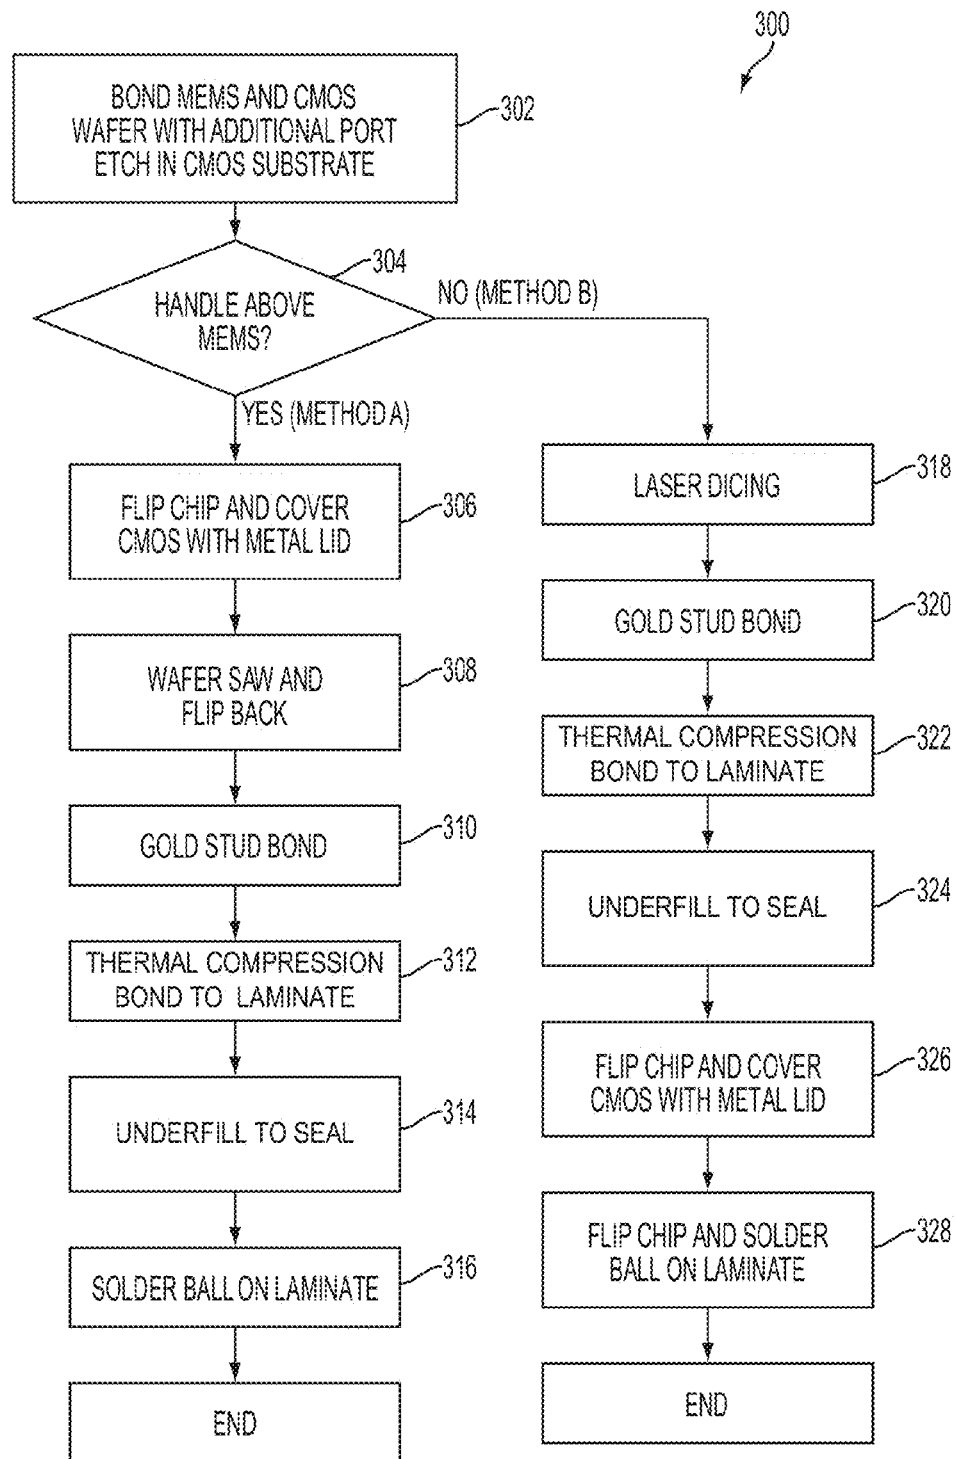 300
BOND MEMS AND CMOS
WAFER WITH ADDITIONAL PORT
ETCH IN CMOS SUBSTRATE
302
HANDLE ABOVE
MEMS?
304
NO (METHOD B)
YES (METHOD A)
FLIP CHIP AND COVER
CMOS WITH METAL LID
306
WAFER SAW AND
FLIP BACK
308
GOLD STUD BOND
310
THERMAL COMPRESSION
BOND TO LAMINATE
312
UNDERFILL TO SEAL
314
SOLDER BALL ON LAMINATE
316
END
LASER DICING
318
GOLD STUD BOND
320
THERMAL COMPRESSION
BOND TO LAMINATE
322
UNDERFILL TO SEAL
324
FLIP CHIP AND COVER
CMOS WITH METAL LID
326
FLIP CHIP AND SOLDER
BALL ON LAMINATE
328
END